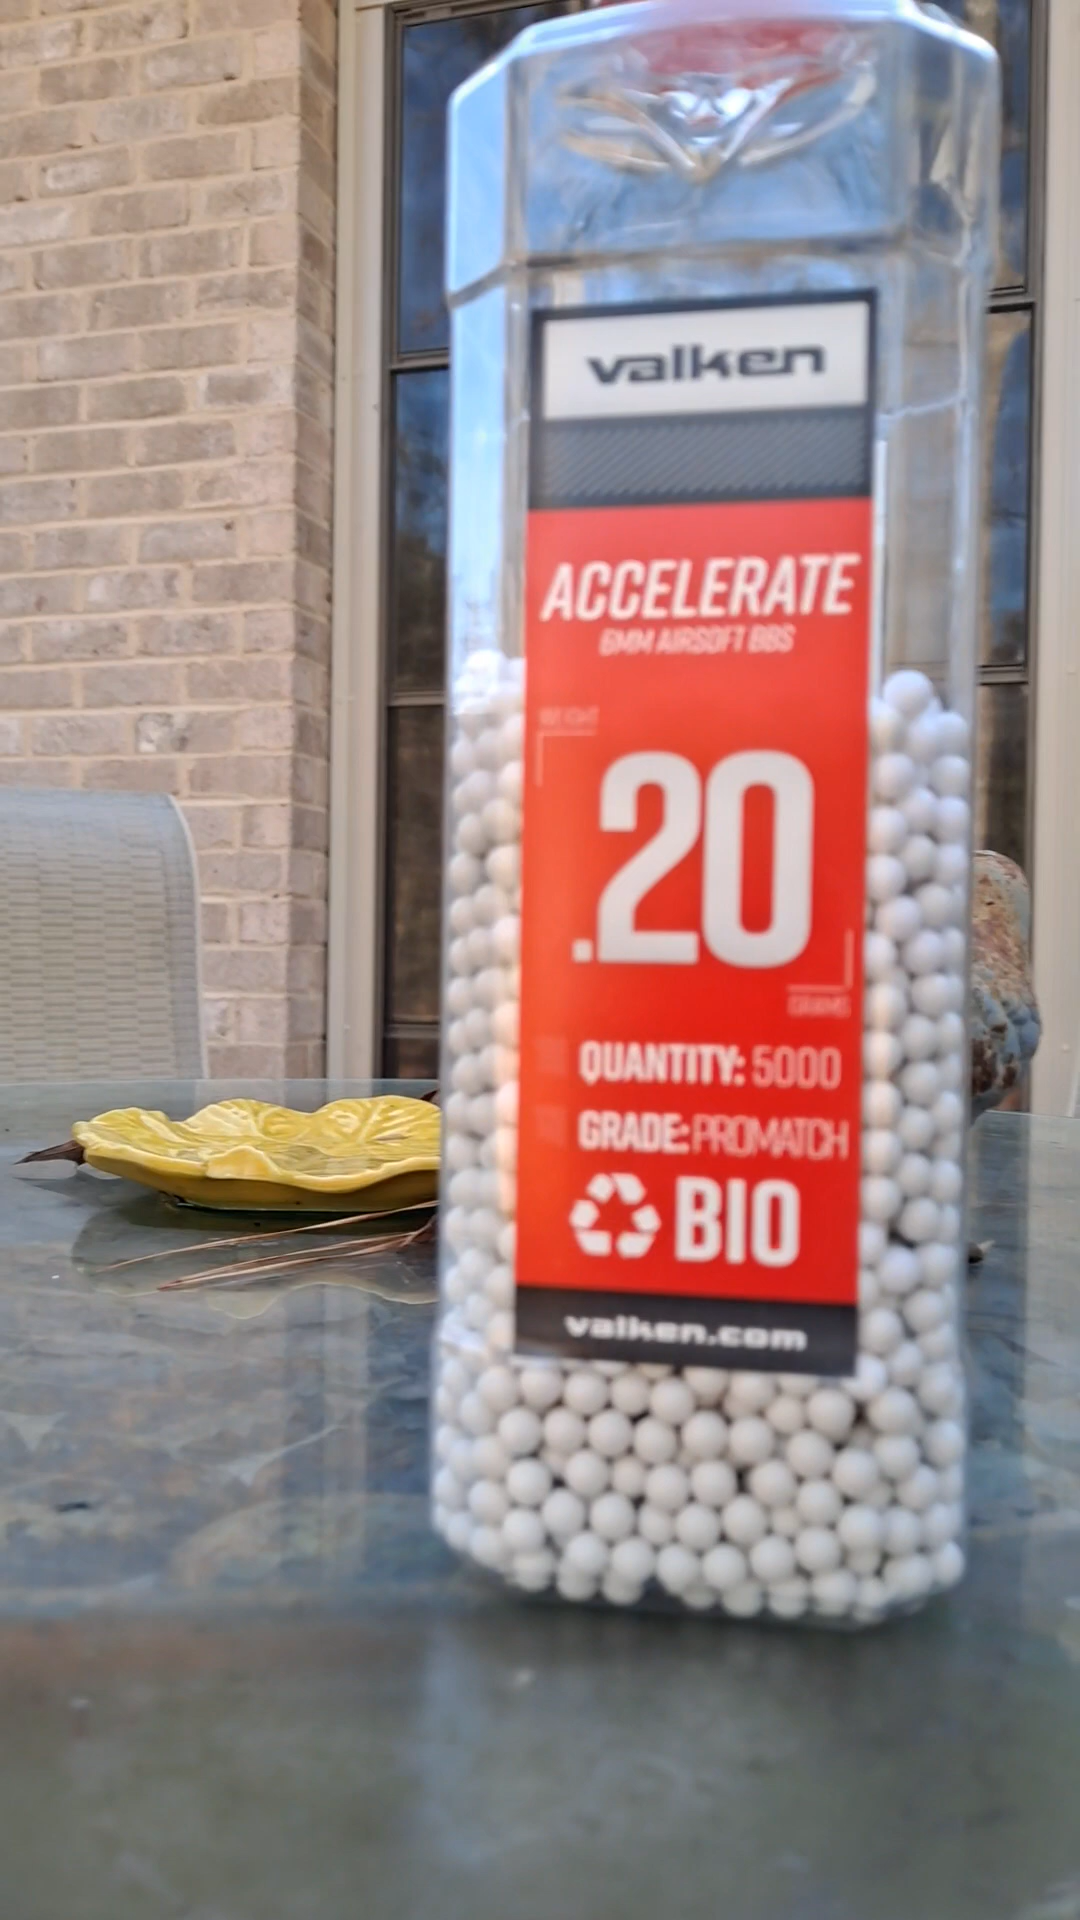 valken
ACCELERATE
6MM AIRSOFT BBS
WEIGHT
.20
GRAMS
QUANTITY: 5000
GRADE: PROMATCH
BIO
valken.com